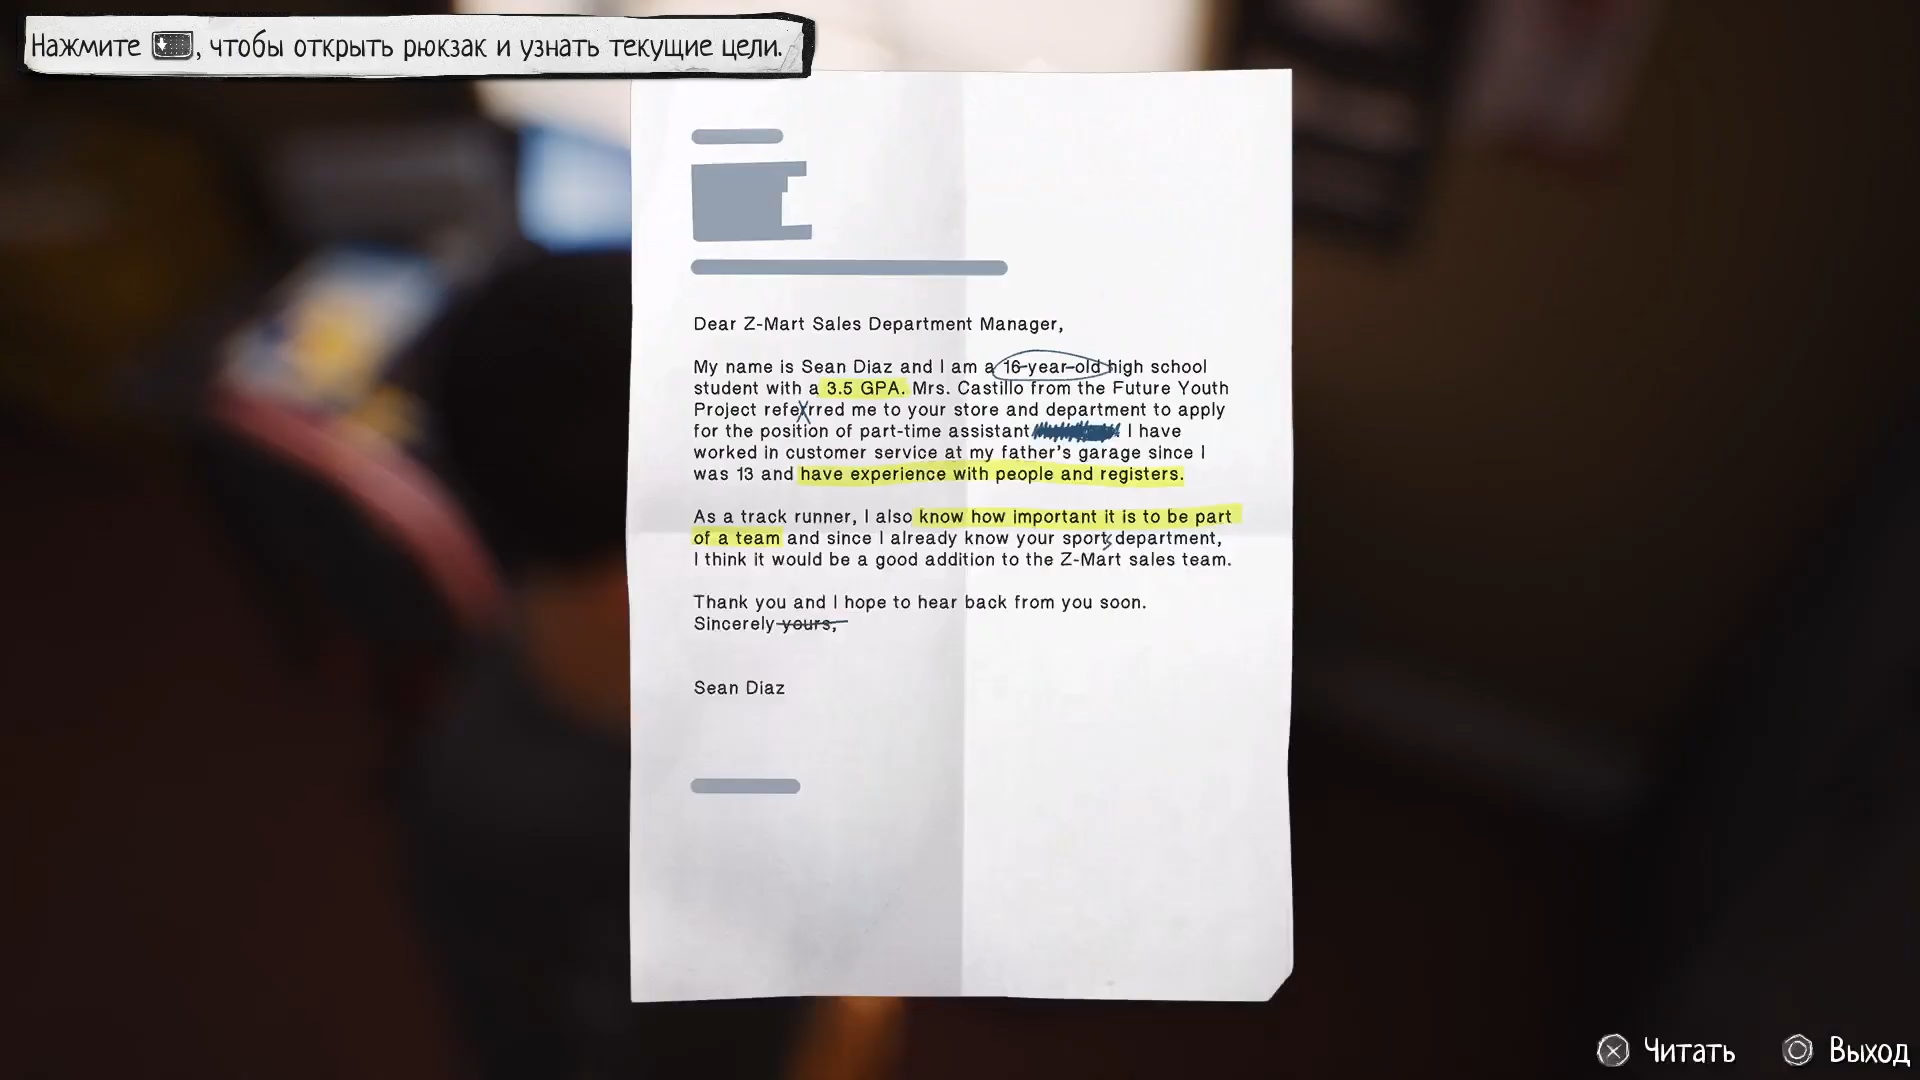 Нажмите , чтобы открыть рюкзак и узнать текущие цели.
Dear Z-Mart Sales Department Manager,
My name is Sean Diaz and I am a 16-year-old high school
student with a 3.5 GPA. Mrs. Castillo from the Future Youth
Project referrred me to your store and department to apply
for the position of part-time assistant . I have
worked in customer service at my father's garage since I
was 13 and have experience with people and registers.
As a track runner, I also know how important it is to be part
of a team and since I already know your sports department,
I think it would be a good addition to the Z-Mart sales team.
Thank you and I hope to hear back from you soon.
Sincerely yours,
Sean Diaz
Читать
Выход